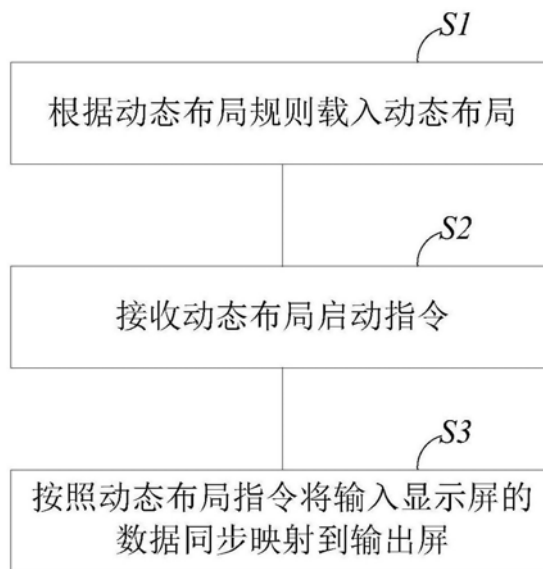 S1
根据动态布局规则载入动态布局
S2
接收动态布局启动指令
S3
按照动态布局指令将输入显示屏的
数据同步映射到输出屏